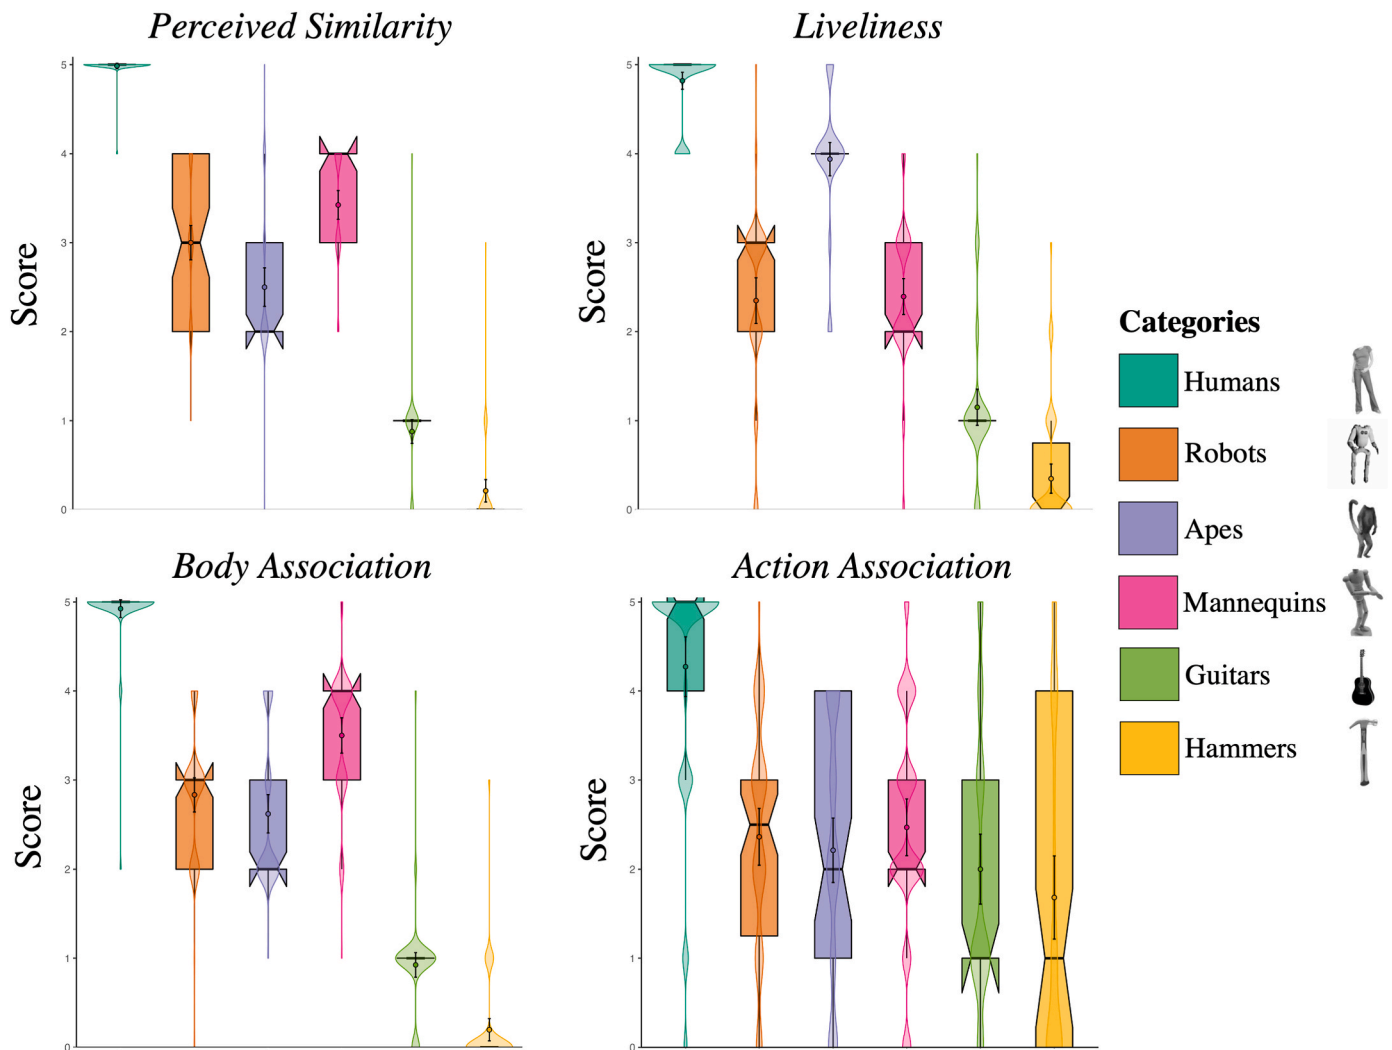 Perceived Similarity
Score
5
4
3
2
1
0
Liveliness
Score
5
4
3
2
1
0
Body Association
Score
5
4
3
2
1
0
Action Association
Score
5
4
3
2
1
0
Categories
Humans
Robots
Apes
Mannequins
Guitars
Hammers